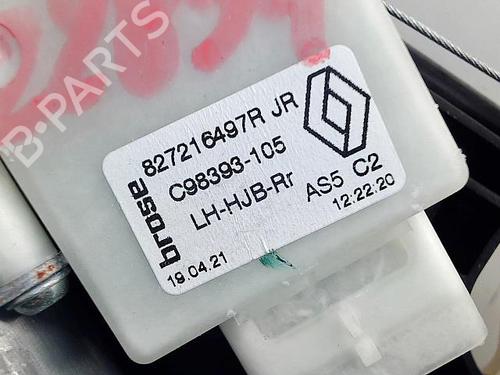 B-PARTS
brose
827216497R JR
C98393-105
LH-HJB-Rr
AS5 C2
19.04.21
12:22:20